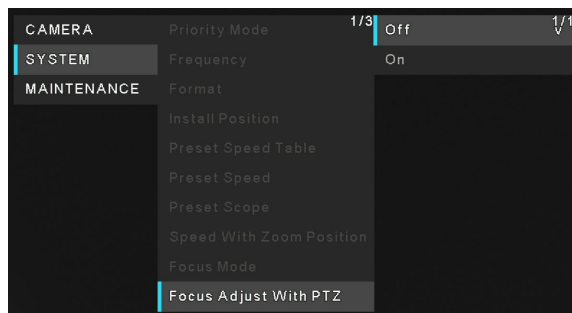 CAMERA
SYSTEM
MAINTENANCE
1/3
Priority Mode
Frequency
Format
Install Position
Preset Speed Table
Preset Speed
Preset Scope
Speed With Zoom Position
Focus Mode
Focus Adjust With PTZ
1/1
Off
v
On